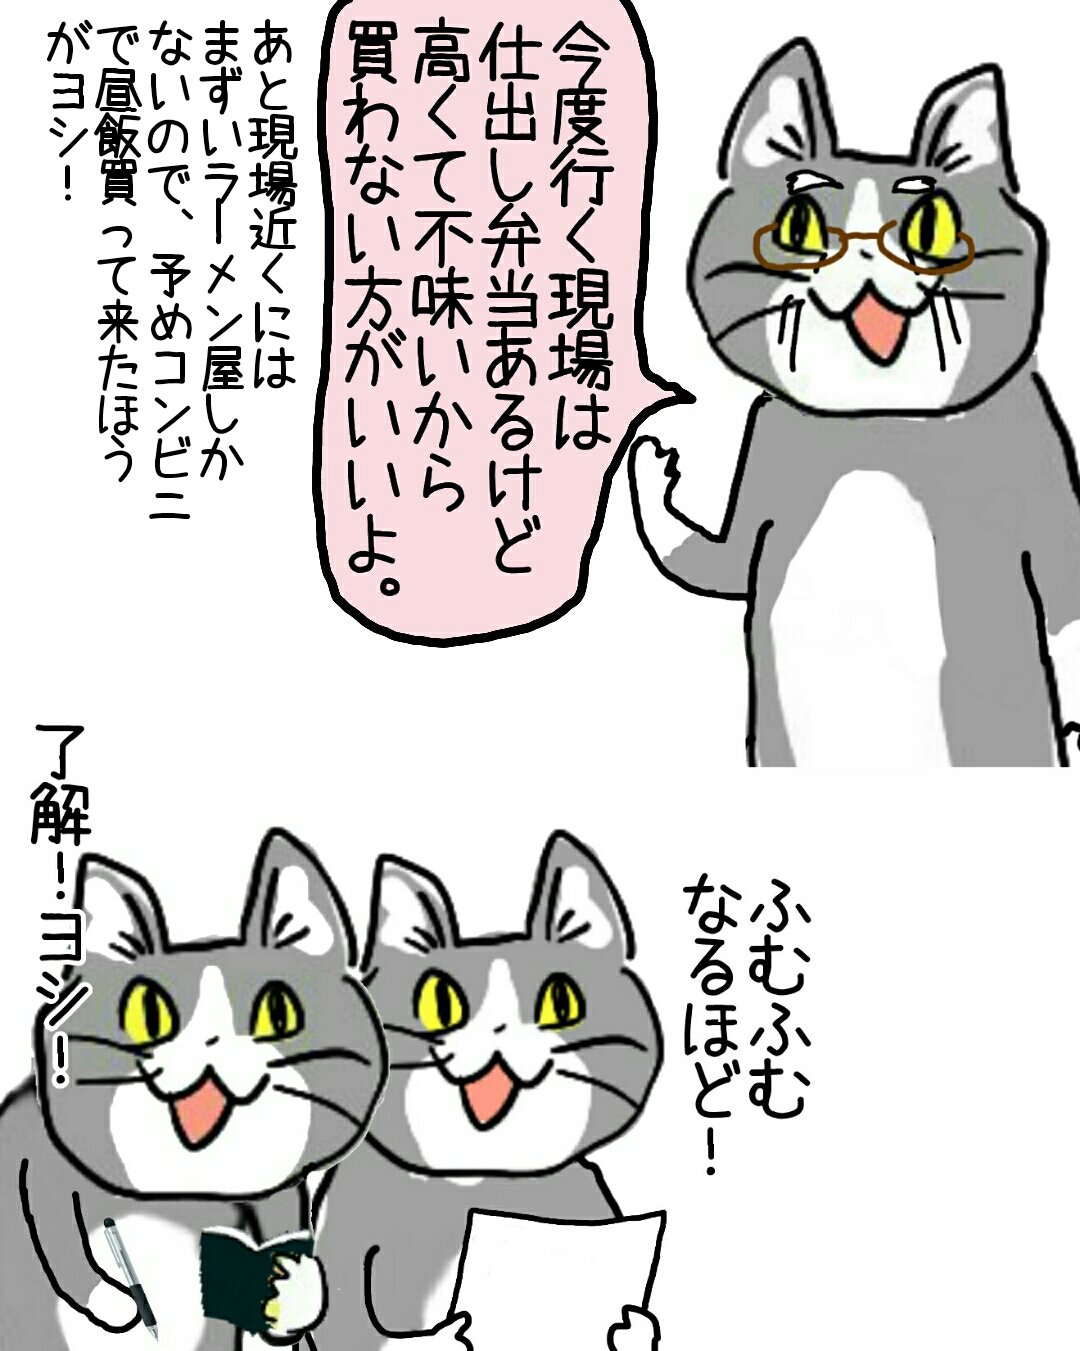 今度行く現場は
仕出し弁当あるけど
高くて不味いから
買わない方がいいよ。
あと現場近くには
まずいラーメン屋しか
ないので、予めコンビニ
で昼飯買って来たほう
がヨシ!
ふむふむ
なるほど!
了解!ヨシ!